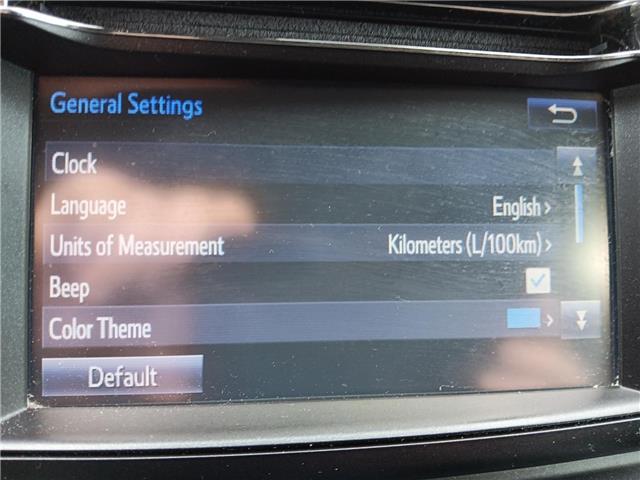 General Settings
Clock
Language English >
Units of Measurement Kilometers (L/100km) >
Beep
Color Theme >
Default